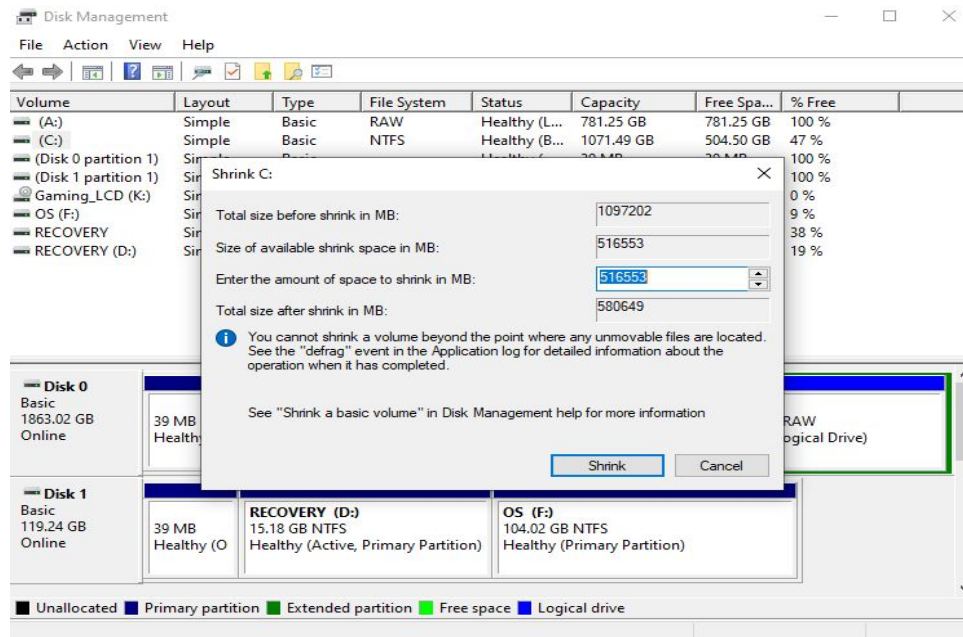 Disk Management
File Action View Help
Volume Layout Type File System Status Capacity Free Spa... % Free
(A:) Simple Basic RAW Healthy (L... 781.25 GB 781.25 GB 100 %
(C:) Simple Basic NTFS Healthy (B... 1071.49 GB 504.50 GB 47 %
(Disk 0 partition 1) 100 %
(Disk 1 partition 1) 100 %
Gaming_LCD (K:) 0 %
OS (F:) 9 %
RECOVERY 38 %
RECOVERY (D:) 19 %
Shrink C:
Total size before shrink in MB: 1097202
Size of available shrink space in MB: 516553
Enter the amount of space to shrink in MB: 516553
Total size after shrink in MB: 580649
You cannot shrink a volume beyond the point where any unmovable files are located.
See the "defrag" event in the Application log for detailed information about the
operation when it has completed.
See "Shrink a basic volume" in Disk Management help for more information
Shrink Cancel
Disk 0
Basic
1863.02 GB
Online
39 MB
RAW
Disk 1
Basic
119.24 GB
Online
39 MB
Healthy (O
RECOVERY (D:)
15.18 GB NTFS
Healthy (Active, Primary Partition)
OS (F:)
104.02 GB NTFS
Healthy (Primary Partition)
Unallocated Primary partition Extended partition Free space Logical drive